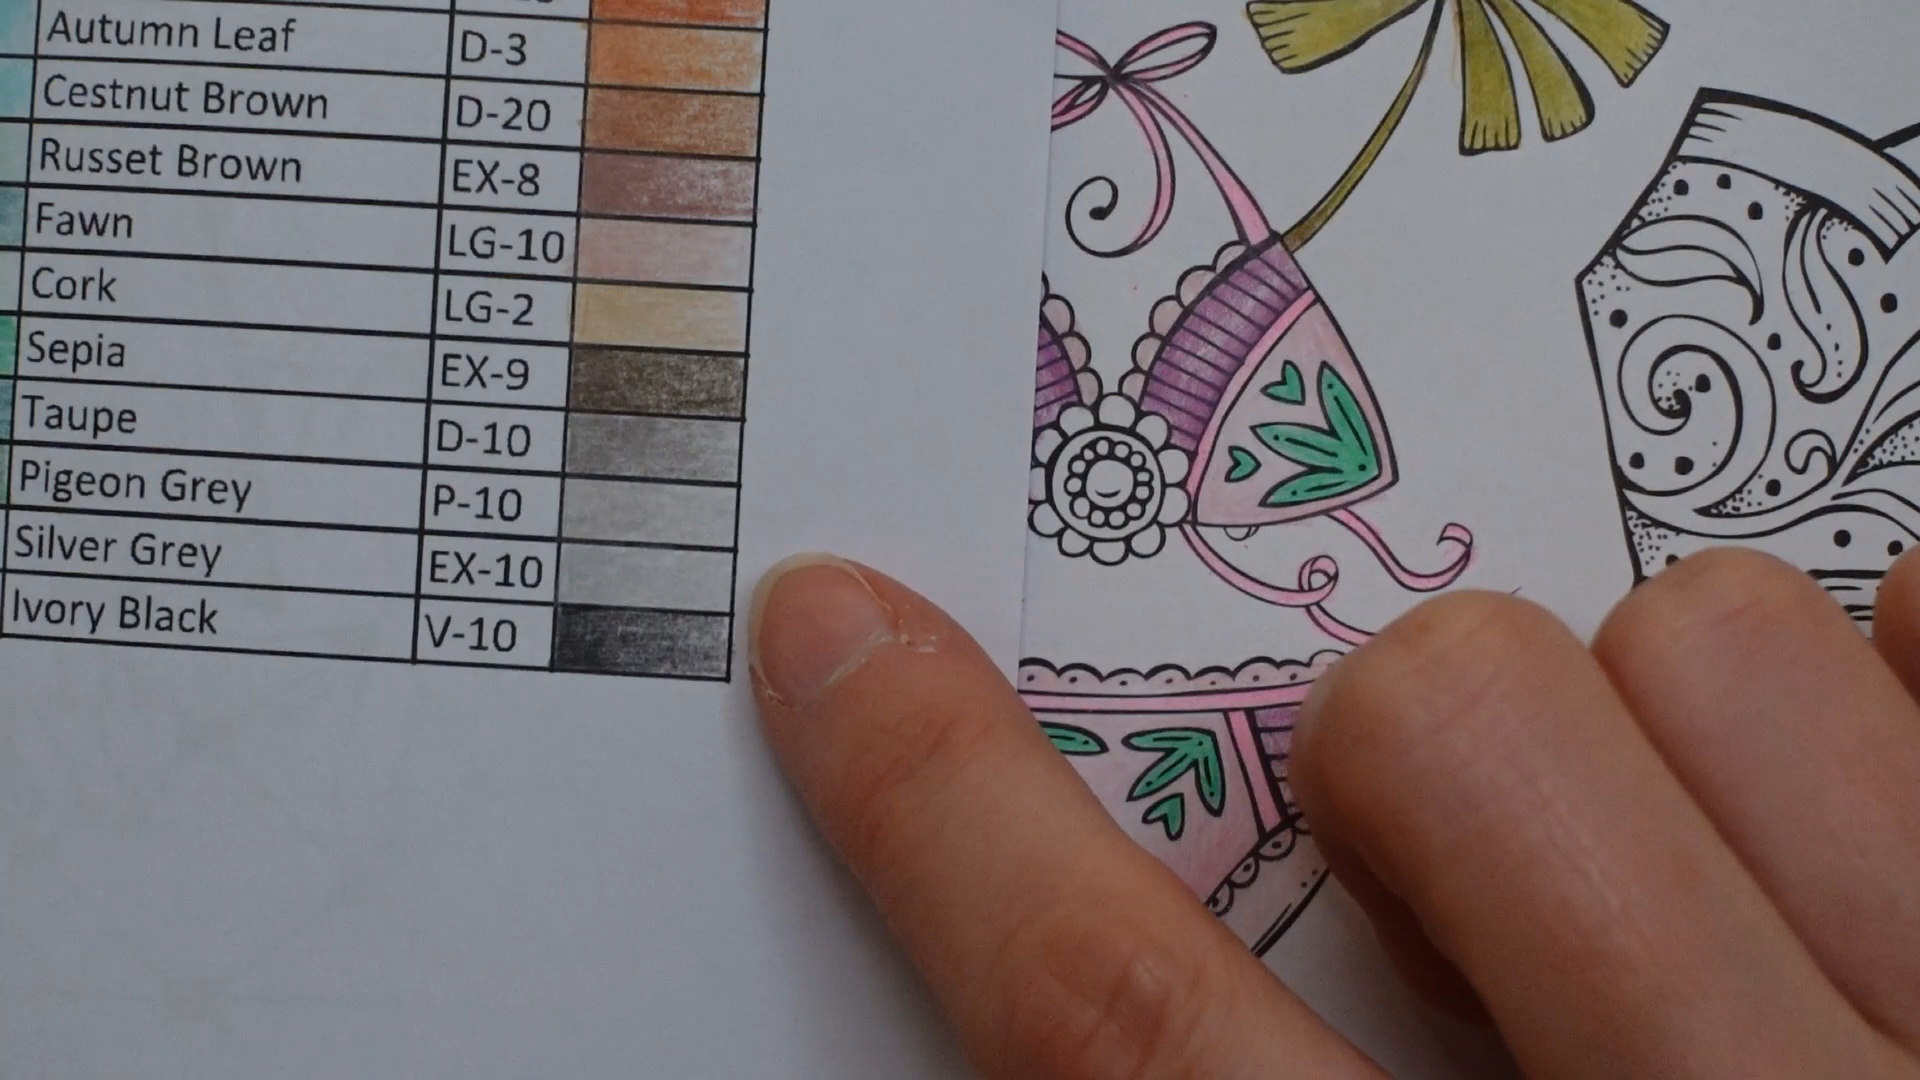 Autumn Leaf D-3
Cestnut Brown D-20
Russet Brown EX-8
Fawn LG-10
Cork LG-2
Sepia EX-9
Taupe D-10
Pigeon Grey P-10
Silver Grey EX-10
Ivory Black V-10